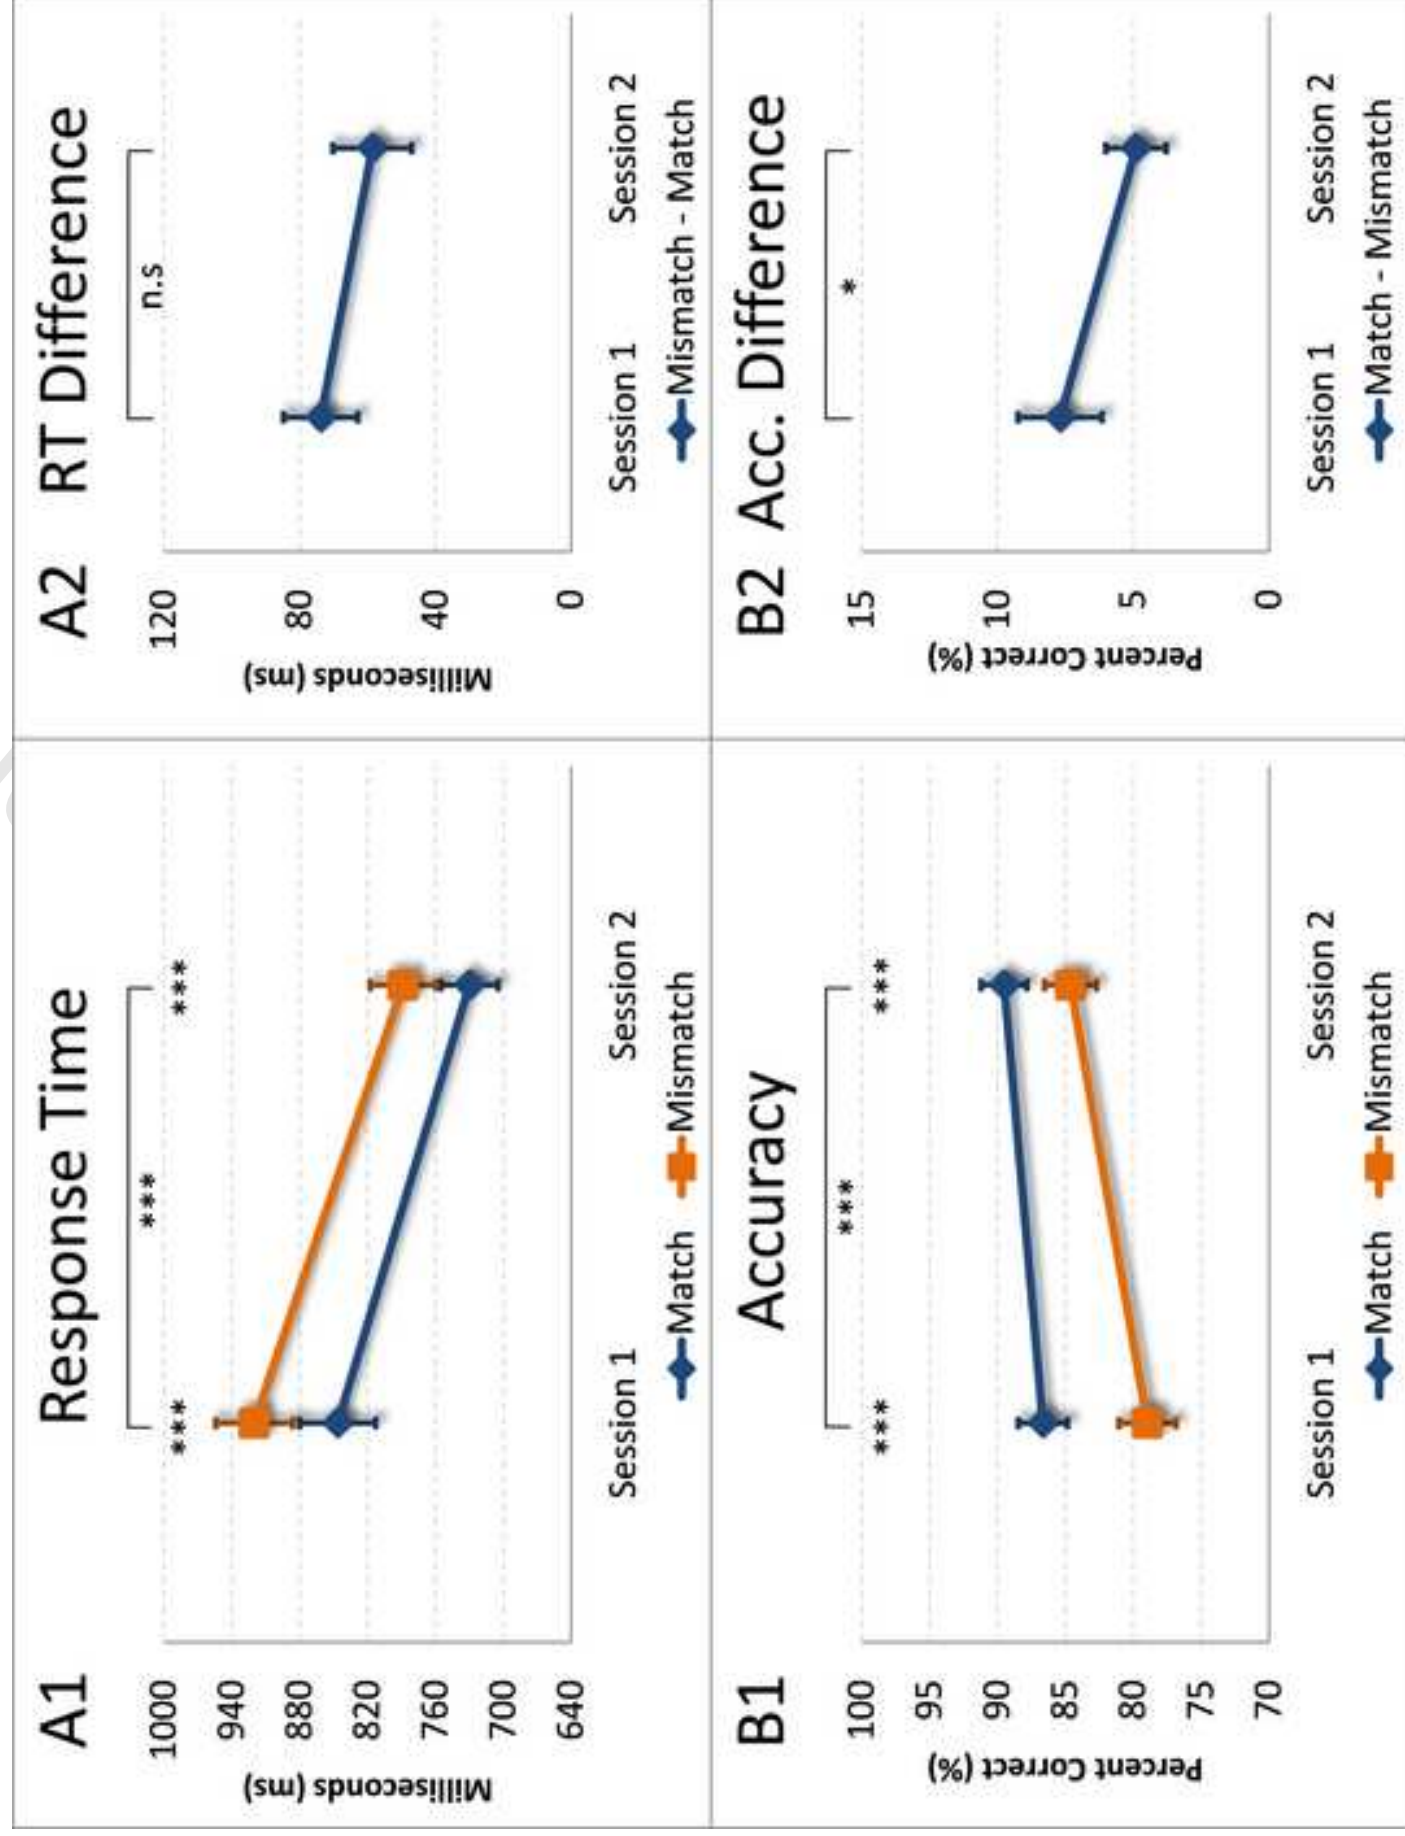 A1 Response Time
***
***
***
1000
940
880
820
760
700
640
Milliseconds (ms)
Session 1
Session 2
Match
Mismatch
A2 RT Difference
n.s
120
80
40
0
Milliseconds (ms)
Session 1
Session 2
Mismatch - Match
B1 Accuracy
***
***
***
100
95
90
85
80
75
70
Percent Correct (%)
Session 1
Session 2
Match
Mismatch
B2 Acc. Difference
*
15
10
5
0
Percent Correct (%)
Session 1
Session 2
Match - Mismatch